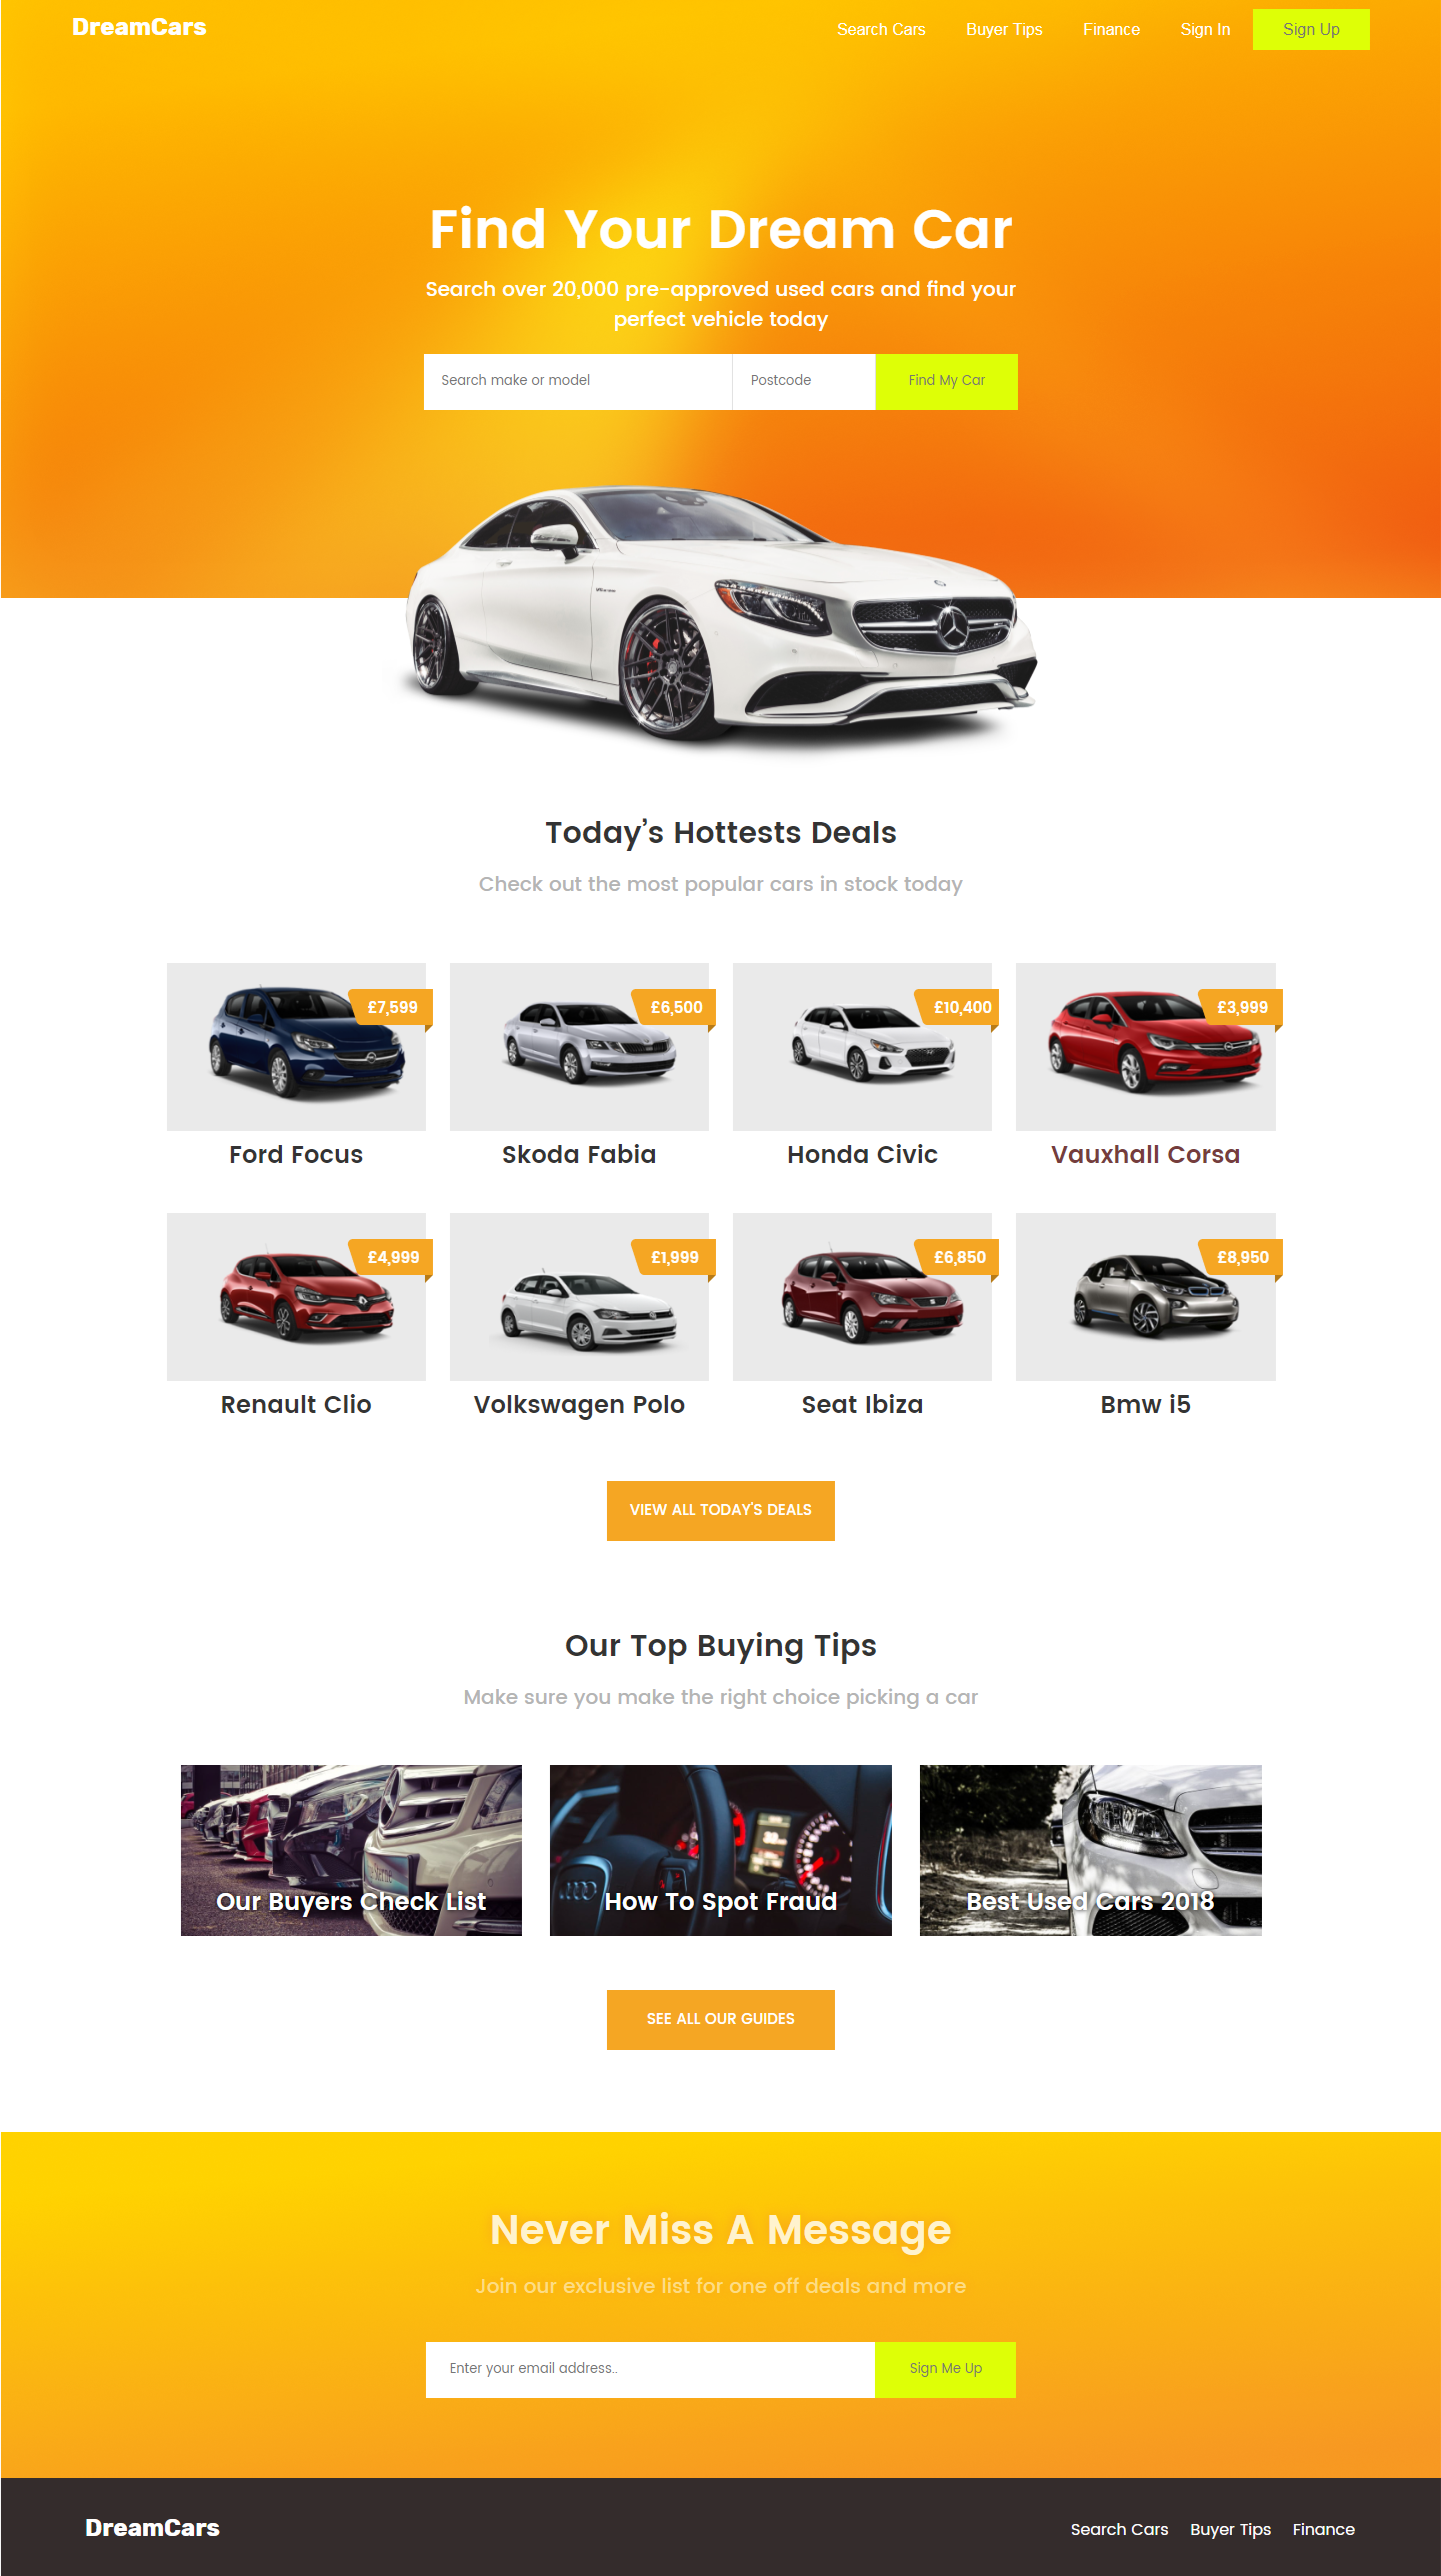 DreamCars
Search Cars
Buyer Tips
Finance
Sign In
Sign Up
Find Your Dream Car
Search over 20,000 pre-approved used cars and find your
perfect vehicle today
Search make or model
Postcode
Find My Car
Today's Hottests Deals
Check out the most popular cars in stock today
£7,599
£6,500
£10,400
£3,999
Ford Focus
Skoda Fabia
Honda Civic
Vauxhall Corsa
£4,999
£1,999
£6,850
£8,950
Renault Clio
Volkswagen Polo
Seat Ibiza
Bmw i5
VIEW ALL TODAY'S DEALS
Our Top Buying Tips
Make sure you make the right choice picking a car
Our Buyers Check List
How To Spot Fraud
Best Used Cars 2018
SEE ALL OUR GUIDES
Never Miss A Message
Join our exclusive list for one off deals and more
Enter your email address..
Sign Me Up
DreamCars
Search Cars
Buyer Tips
Finance